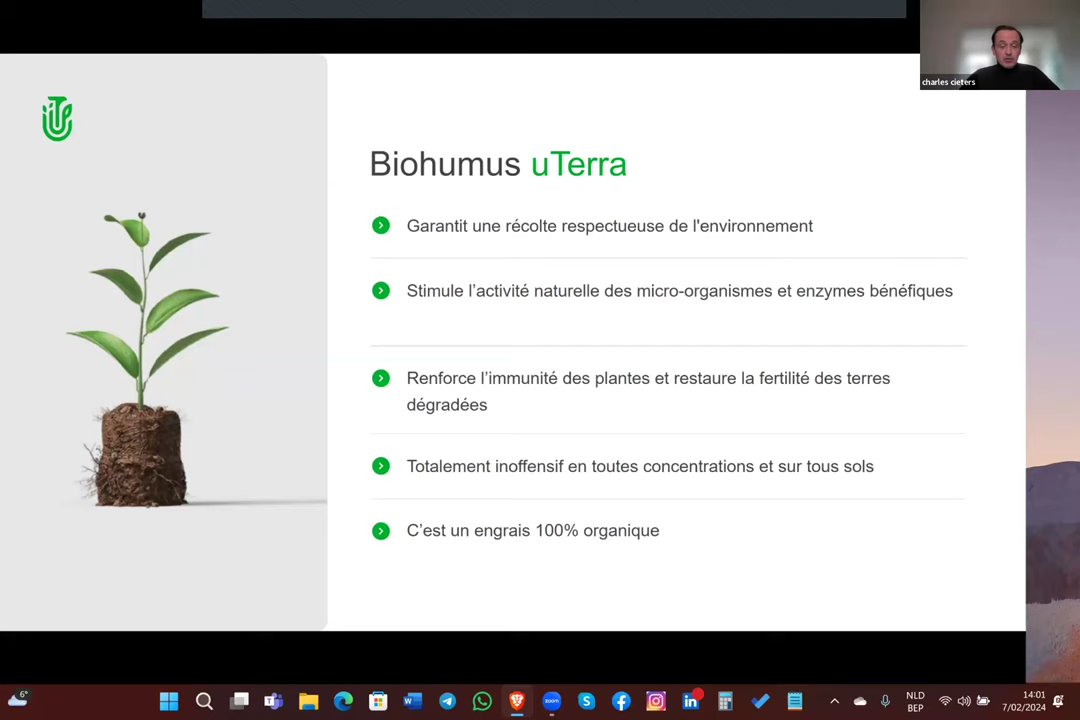 charles cieters
Biohumus uTerra
Garantit une récolte respectueuse de l'environnement
Stimule l’activité naturelle des micro-organismes et enzymes bénéfiques
Renforce l’immunité des plantes et restaure la fertilité des terres
dégradées
Totalement inoffensif en toutes concentrations et sur tous sols
C’est un engrais 100% organique
6°
zoom
NLD
BEP
14:01
7/02/2024